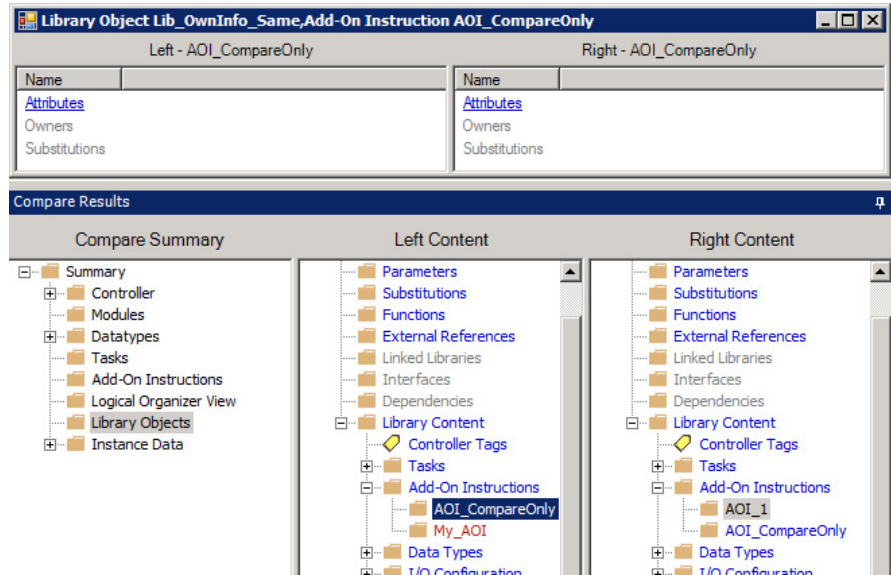 Library Object Lib_OwnInfo_Same,Add-On Instruction AOI_CompareOnly
Left - AOI_CompareOnly
Right - AOI_CompareOnly
Name
Name
Attributes
Attributes
Owners
Owners
Substitutions
Substitutions
Compare Results
Compare Summary
Left Content
Right Content
Summary
Controller
Modules
Datatypes
Tasks
Add-On Instructions
Logical Organizer View
Library Objects
Instance Data
Parameters
Substitutions
Functions
External References
Linked Libraries
Interfaces
Dependencies
Library Content
Controller Tags
Tasks
Add-On Instructions
AOI_CompareOnly
My_AOI
Data Types
I/O Configuration
Parameters
Substitutions
Functions
External References
Linked Libraries
Interfaces
Dependencies
Library Content
Controller Tags
Tasks
Add-On Instructions
AOI_1
AOI_CompareOnly
Data Types
I/O Configuration